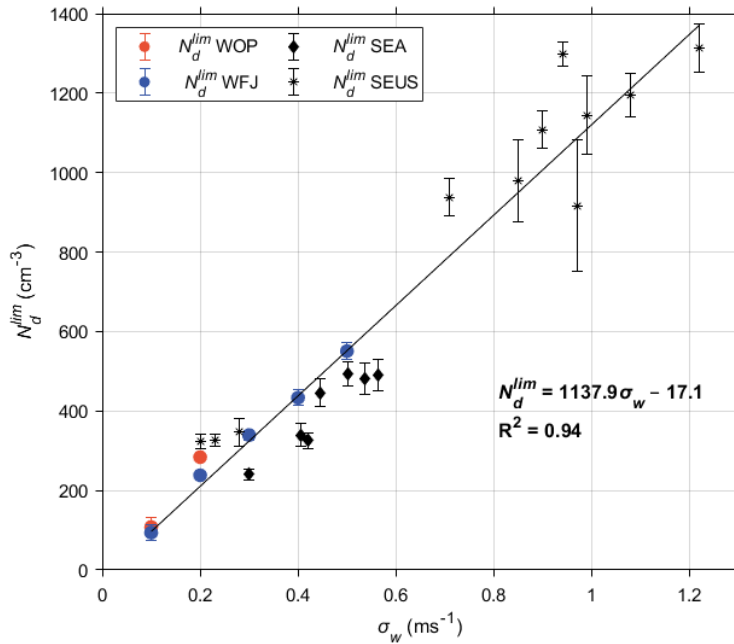 N_d^lim WOP
N_d^lim SEA
N_d^lim WFJ
N_d^lim SEUS
1400
1200
1000
800
600
400
200
0
N_d^lim (cm⁻³)
N_d^lim = 1137.9σ_w − 17.1
R² = 0.94
0 0.2 0.4 0.6 0.8 1 1.2
σ_w (ms⁻¹)